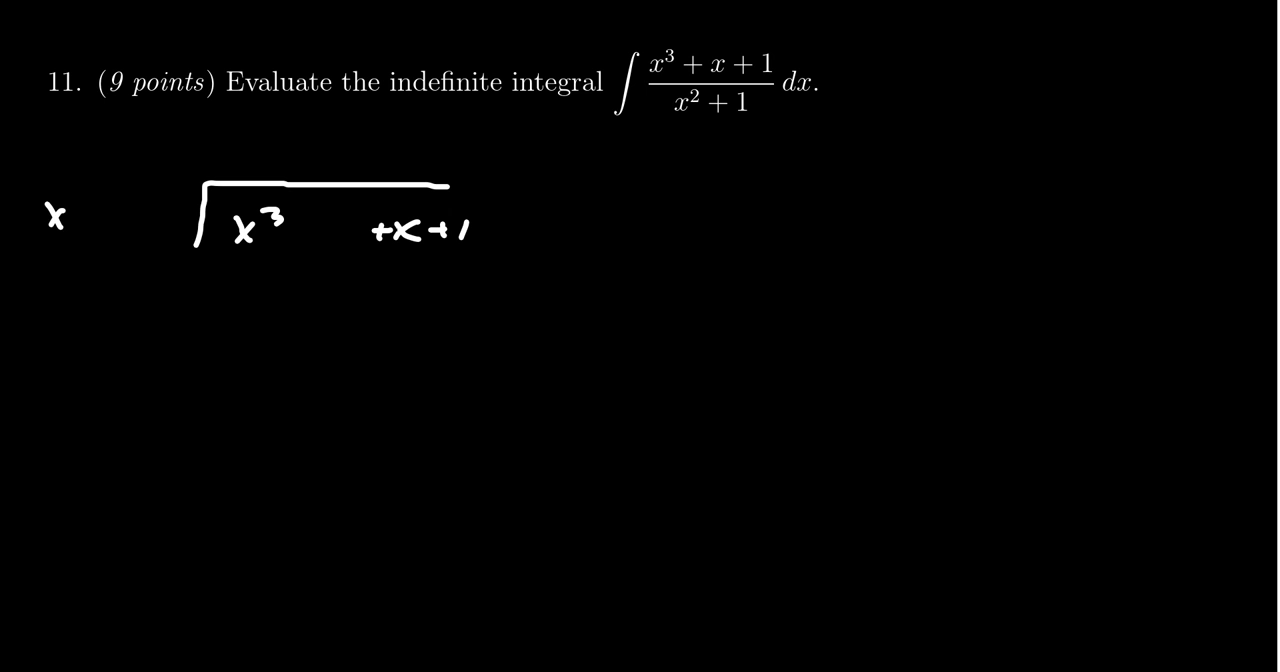 11. (9 points) Evaluate the indefinite integral ∫ (x³ + x + 1)/(x² + 1) dx.
x √ x³ +x+1